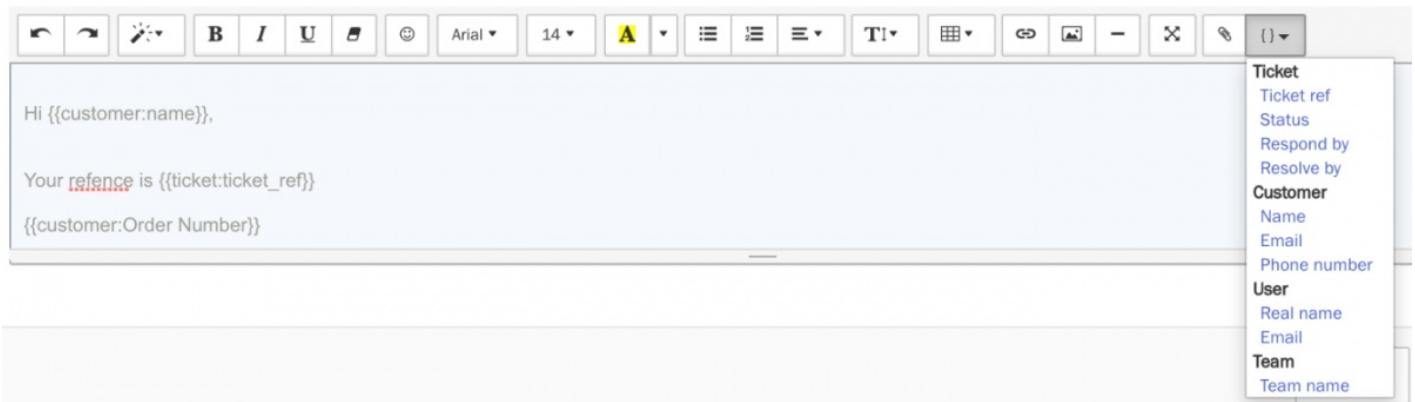 B I U Arial 14 A T {}
Hi {{customer:name}},
Your refence is {{ticket:ticket_ref}}
{{customer:Order Number}}
Ticket
Ticket ref
Status
Respond by
Resolve by
Customer
Name
Email
Phone number
User
Real name
Email
Team
Team name